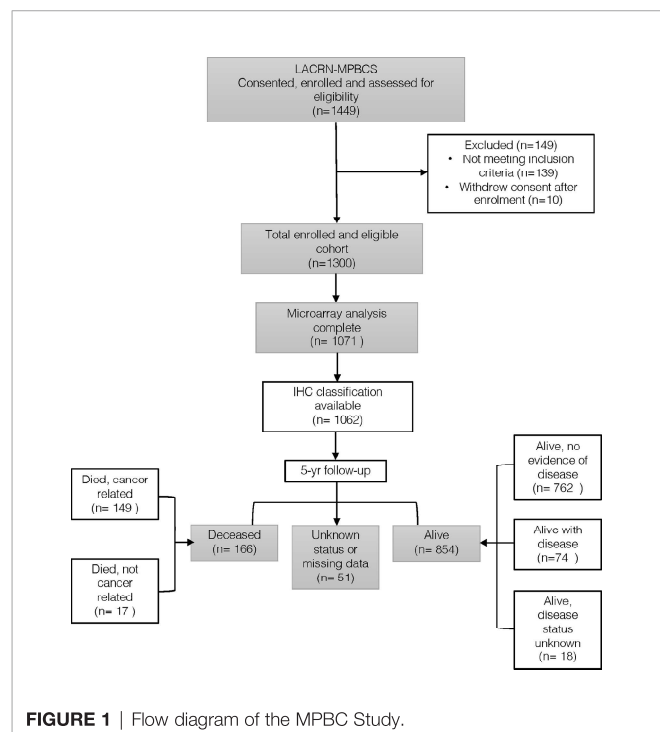 LACRN-MPBCS
Consented, enrolled and assessed for
eligibility
(n=1449)
Excluded (n=149)
• Not meeting inclusion
criteria (n=139)
• Withdrew consent after
enrolment (n=10)
Total enrolled and eligible
cohort
(n=1300)
Microarray analysis
complete
(n= 1071 )
IHC classification
available
(n= 1062)
5-yr follow-up
Died, cancer
related
(n= 149)
Died, not
cancer
related
(n= 17 )
Deceased
(n= 166)
Unknown
status or
missing data
(n= 51)
Alive
(n= 854)
Alive, no
evidence of
disease
(n= 762 )
Alive with
disease
(n=74 )
Alive,
disease
status
unknown
(n= 18)
FIGURE 1 | Flow diagram of the MPBC Study.